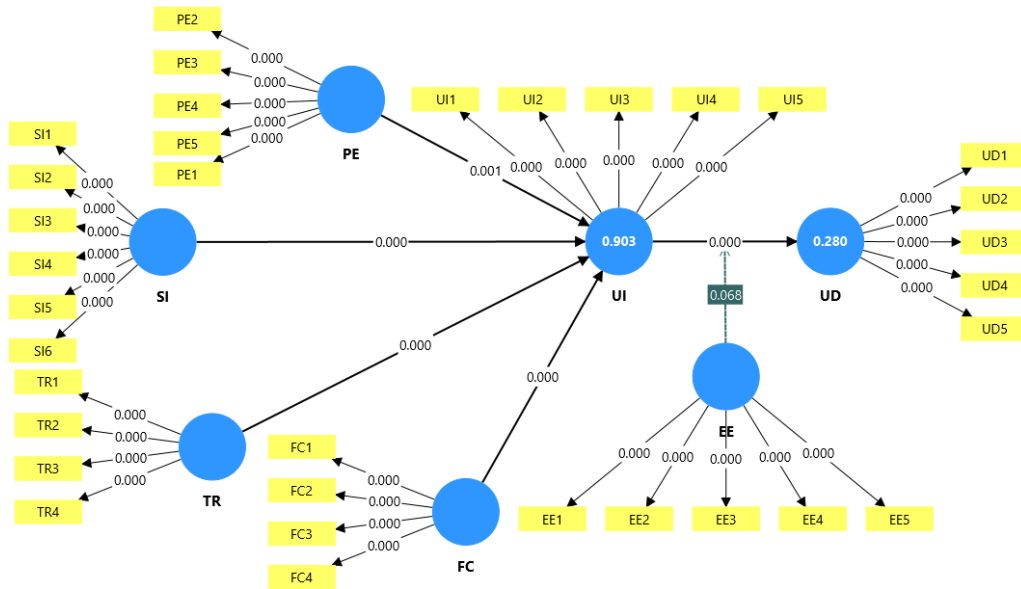 PE2
0.000
PE3
0.000
PE4
0.000
PE5
0.000
PE1
0.000
PE
SI1
0.000
SI2
0.000
SI3
0.000
SI4
0.000
SI5
0.000
SI6
0.000
SI
TR1
0.000
TR2
0.000
TR3
0.000
TR4
0.000
TR
FC1
0.000
FC2
0.000
FC3
0.000
FC4
0.000
FC
0.001
0.000
0.000
0.000
UI1 UI2 UI3 UI4 UI5
0.000 0.000 0.000 0.000 0.000
0.903
UI
0.000
0.280
UD
UD1
0.000
UD2
0.000
UD3
0.000
UD4
0.000
UD5
0.000
0.068
EE
0.000 0.000 0.000 0.000 0.000
EE1 EE2 EE3 EE4 EE5